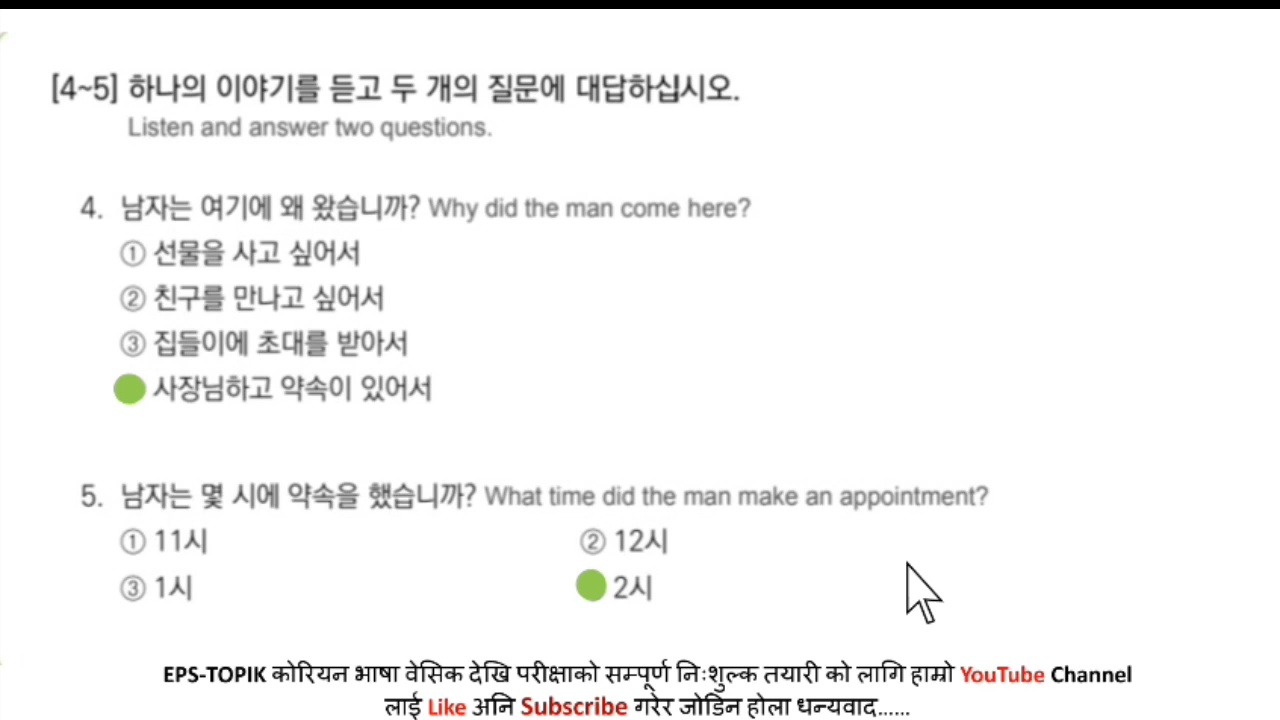 [4~5] 하나의 이야기를 듣고 두 개의 질문에 대답하십시오.
Listen and answer two questions.
4. 남자는 여기에 왜 왔습니까? Why did the man come here?
① 선물을 사고 싶어서
② 친구를 만나고 싶어서
③ 집들이에 초대를 받아서
사장님하고 약속이 있어서
5. 남자는 몇 시에 약속을 했습니까? What time did the man make an appointment?
① 11시 ② 12시
③ 1시 2시
EPS-TOPIK कोरियन भाषा वेसिक देखि परीक्षाको सम्पूर्ण निःशुल्क तयारी को लागि हाम्रो YouTube Channel
लाई Like अनि Subscribe गरेर जोडिन होला धन्यवाद......